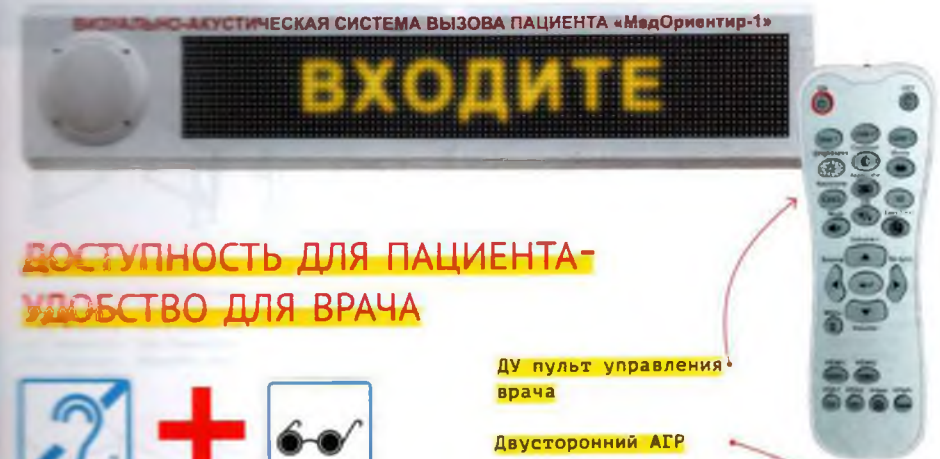 ВИЗУАЛЬНО-АКУСТИЧЕСКАЯ СИСТЕМА ВЫЗОВА ПАЦИЕНТА «МедОриентир-1»
ВХОДИТЕ
ДОСТУПНОСТЬ ДЛЯ ПАЦИЕНТА-
УДОБСТВО ДЛЯ ВРАЧА
ДУ пульт управления
врача
Двусторонний АГР